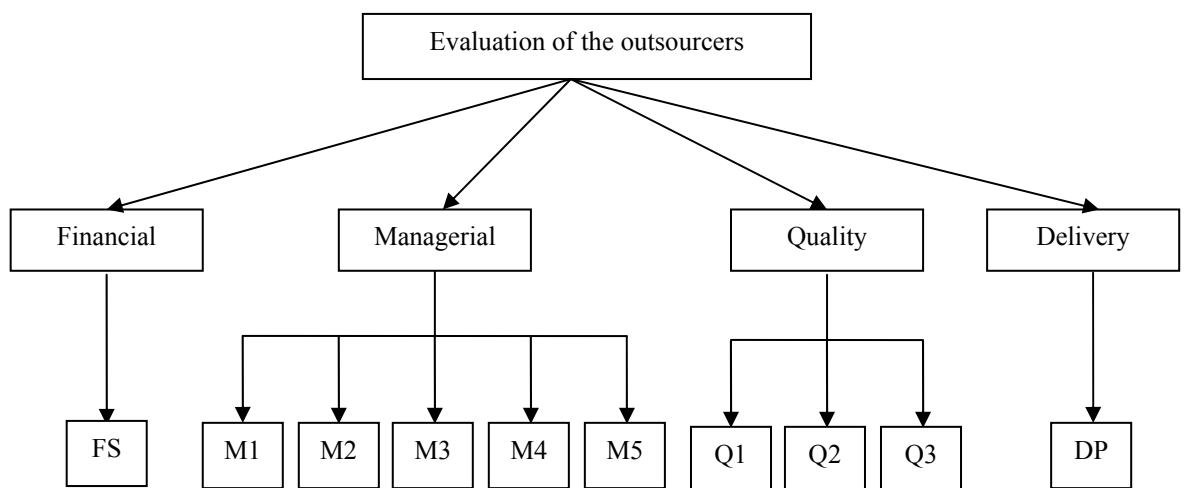 Evaluation of the outsourcers
Financial
Managerial
Quality
Delivery
FS
M1
M2
M3
M4
M5
Q1
Q2
Q3
DP